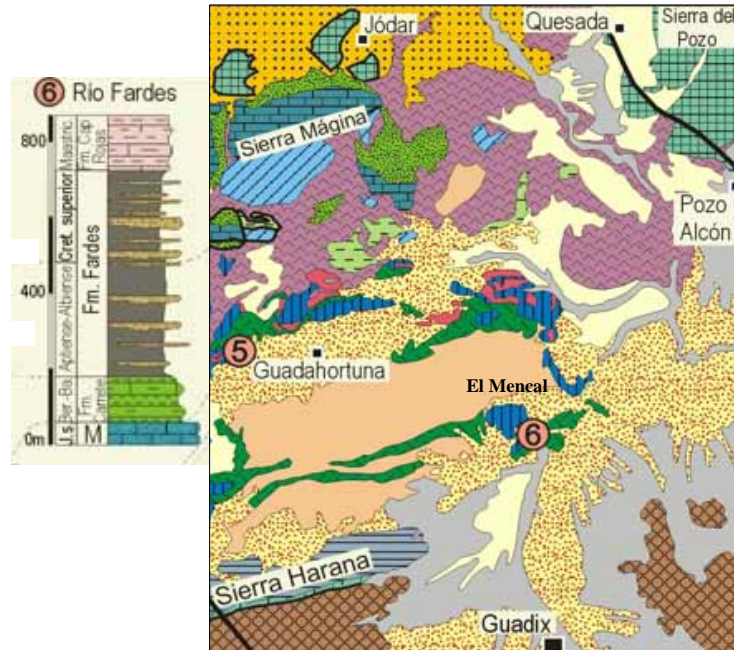 6 Rio Fardes
800
400
0m
Maastric.
Cret. superior
Aptiense-Albiense
Ber-Ba.
J.s
Fm. Cap. Rojas
Fm. Fardes
Fm. Carretero
M
Jódar
Quesada
Sierra del
Pozo
Sierra Mágina
Pozo
Alcón
5
Guadahortuna
El Mencal
6
Sierra Harana
Guadix